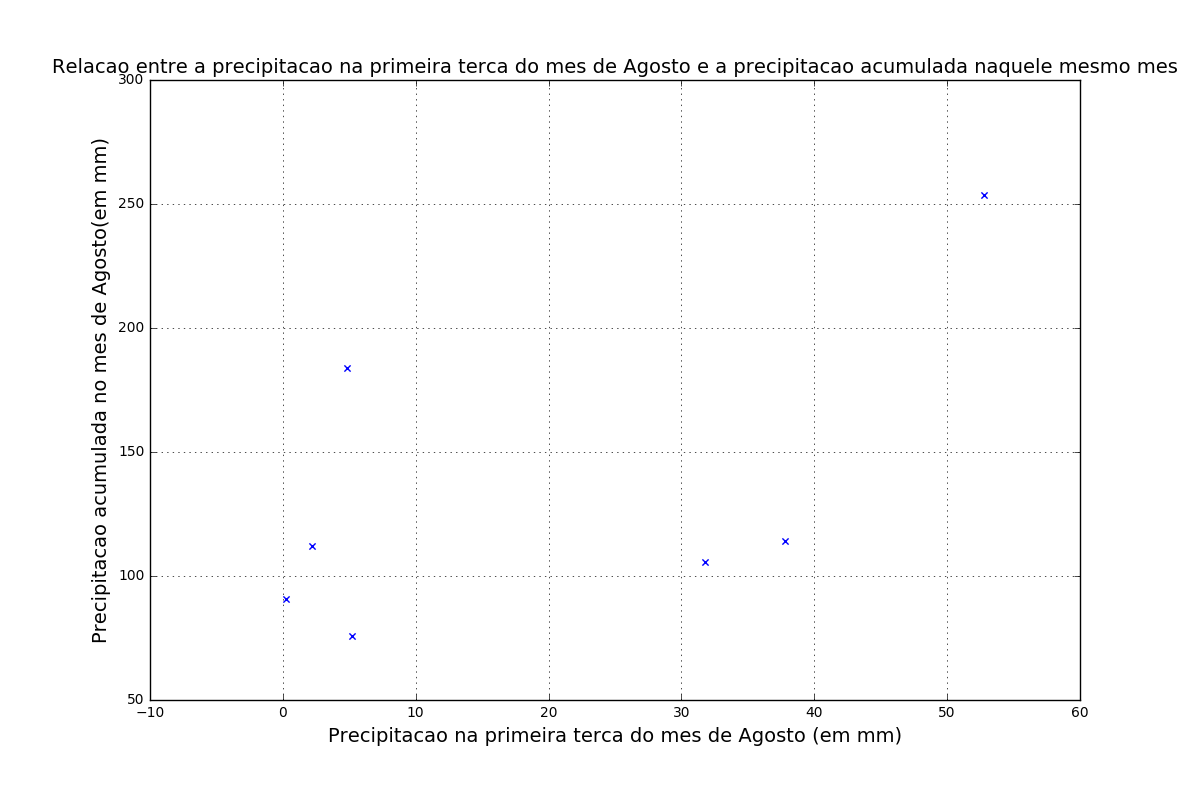 Relacao entre a precipitacao na primeira terca do mes de Agosto e a precipitacao acumulada naquele mesmo mes
300
250
200
150
100
50
Precipitacao acumulada no mes de Agosto(em mm)
−10 0 10 20 30 40 50 60
Precipitacao na primeira terca do mes de Agosto (em mm)